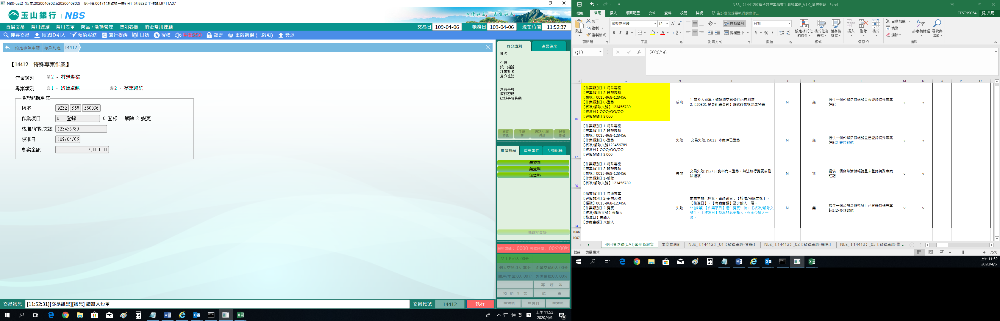 NBS-uat2 (版本:2020040302.b2020040302) 使用者:00171(測試櫃一幸) 分行別:9232 工作站:L9711A07
玉山銀行 | NBS
心清如玉。義重如山。
自選交易 常用連結 常用表單 商品/活動管理 智能客服 消金常用連結
交易日 109-04-06 帳務日 109-04-06 現在時間 11:52:37
搜尋交易 帳號ID引入 預約服務 蒞行提醒 日誌 授權 廣播:250 鎖定 重啟週邊 (已啟動) 簽退
約定事項申請 存戶約定 14412
【14412 特殊專案作業】
作業類別 2 - 特殊專案
專案類別 1 - 啟鑰卓越 2 - 夢想起航
夢想起航專案
帳號 9232 968 560036
作業項目 0 - 登錄 0-登錄 1-解除 2-變更
核准/解除文號 123456789
核准日 109/04/06
專案金額 3,000.00
身分識別 產品往來
姓名
生日
統一編號
理專姓名
身分註記
注意事項
簡訊密碼
近期事故異動
顧客資訊 手續費 通路/共同行銷 顧客影像
推薦商品 重要事件 互動記錄
無資料
無資料
無資料
一般轉介登錄
服務號碼: 0000 等候時間: 00分00秒
VIP:0人 00分
個人交易:0人 00分 企業交易:0人 00分
開戶/申請:0人 00分 外匯業務:0人 00分
再 呼 叫
預 約 叫 號 結 束
無資料 無資料 無資料
交易訊息 [11:52:31][交易訊息][訊息] 請放入短單 交易代號 14412 執行
英 上午 11:52
2020/4/6
4
NBS_【14412啟鑰卓越專案作業】測試案例_V1.0_測資盤點 - Excel
檔案 常用 插入 版面配置 公式 資料 校閱 檢視 告訴我您想要執行的動作... TEST19054 共用
貼上 剪下 複製 複製格式 剪貼簿
微軟正黑體 12 B I U 字型
自動換列 跨欄置中 對齊方式
日期 $ % 數值
設定格式化的條件 格式化為表格 儲存格樣式 樣式
插入 刪除 格式 儲存格
自動加總 填滿 清除 排序與篩選 尋找與選取 編輯
Q10 fx 2020/4/6
G H I J K L M N O P Q
16
【作業類別】1-特殊專案
【專案類別】2-夢想起航
【帳號】0015-968-123456
【作業類別】0-登錄
【核准/解除文號】123456789
【核准日】OOO/OO/OO
【專案金額】3,000
成功
1. 請放入短單，確認與交易登打內容相符
2.【20301 變更記錄查詢】確認該帳號完成登錄
N 無
提供一個台幣活儲帳號且未登錄特殊專案註記
v v
17
【作業類別】1-特殊專案
【專案類別】2-夢想起航
【帳號】0015-968-123456
【作業類別】0-登錄
【核准/解除文號123456789
【核准日】OOO/OO/OO
【專案金額】3,000
失敗
交易失敗: [5013] 本案件已登錄
N 無
提供一個台幣活儲帳號且已登錄特殊專案註記2-夢想啟航
v v
20
【作業類別】1-特殊專案
【專案類別】2-夢想起航
【帳號】0015-968-123456
【作業類別】1-解除
【核准/解除文號】123456789
失敗
交易失敗: [5273] 資料尚未登錄，無法執行變更或刪除選項
N 無
提供一個台幣活儲帳號且未登錄特殊專案註記
v v
24
【作業類別】1-特殊專案
【專案類別】2-夢想起航
【帳號】0015-968-123456
【作業類別】2-變更
【核准/解除文號】未輸入
【核准日】未輸入
【專案金額】未輸入
失敗
前端主機已控管，錯誤訊息：【核准/解除文號】、【核准日】、【專案金額】至少輸入一項。
** [錯誤]【作業項目】選”變更”時，【核准/解除文號】、【核准日】設為非必要輸入，但至少輸入一項。
N 無
提供一個台幣活儲帳號且已登錄特殊專案註記2-夢想啟航
v v
1006
1007
使用者測試(UAT)案例＆報告 本交易統計 NBS_【14412】_01【啟鑰卓越-登錄】 NBS_【14412】_02【啟鑰卓越-解除】 NBS_【14412】_03【啟鑰卓越-變 ...
就緒 篩選模式 75%
上午 11:52
2020/4/6